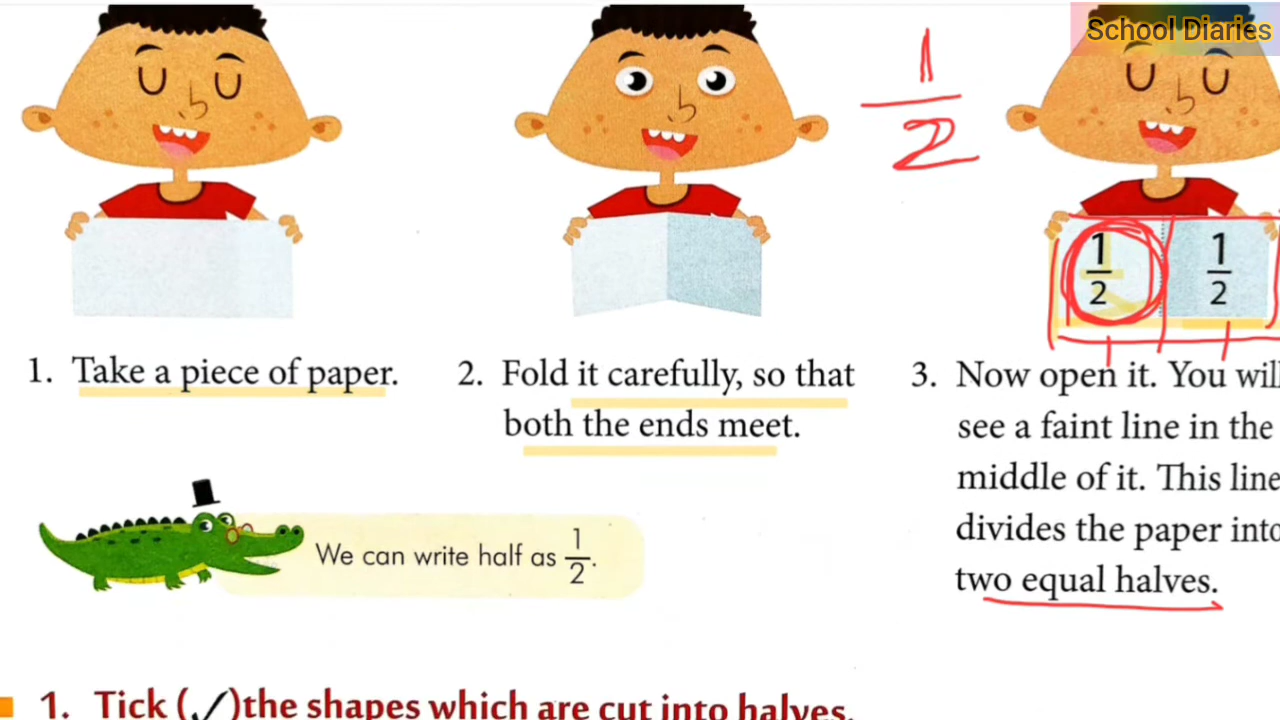 School Diaries
1
2
1
2
1
2
1. Take a piece of paper.
2. Fold it carefully, so that
both the ends meet.
3. Now open it. You will
see a faint line in the
middle of it. This line
divides the paper into
two equal halves.
We can write half as 1/2.
1. Tick (✓) the shapes which are cut into halves.